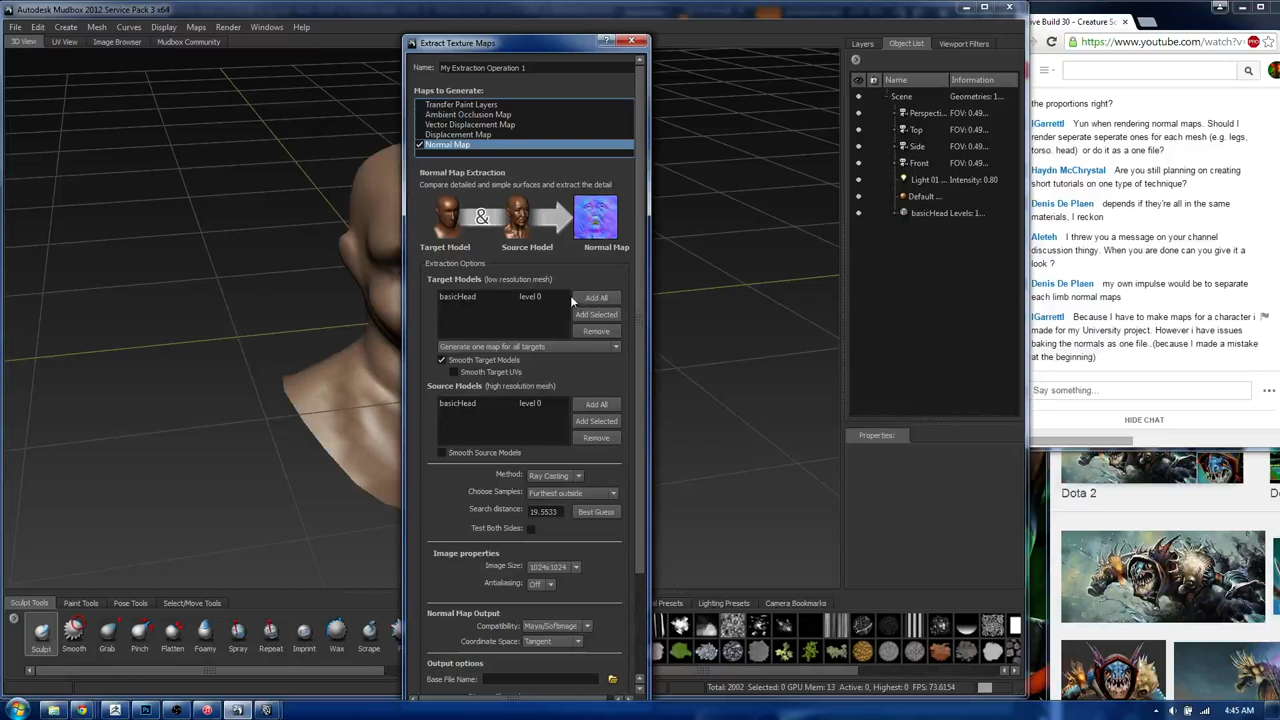 Autodesk Mudbox 2012 Service Pack 3 x64
File Edit Create Mesh Curves Display Maps Render Windows Help
3D View UV View Image Browser Mudbox Community
Extract Texture Maps
Name: My Extraction Operation 1
Maps to Generate:
Transfer Paint Layers
Ambient Occlusion Map
Vector Displacement Map
Displacement Map
Normal Map
Normal Map Extraction
Compare detailed and simple surfaces and extract the detail
&
Target Model Source Model Normal Map
Extraction Options
Target Models (low resolution mesh)
basicHead level 0 Add All
Add Selected
Remove
Generate one map for all targets
Smooth Target Models
Smooth Target UVs
Source Models (high resolution mesh)
basicHead level 0 Add All
Add Selected
Remove
Smooth Source Models
Method: Ray Casting
Choose Samples: Furthest outside
Search distance: 19.5533 Best Guess
Test Both Sides:
Image properties
Image Size: 1024x1024
Antialiasing: Off
Normal Map Output
Compatibility: Maya/Softimage
Coordinate Space: Tangent
Output options
Base File Name:
Layers Object List Viewport Filters
Name Information
Scene Geometries: 1...
Perspecti... FOV: 0.49...
Top FOV: 0.49...
Side FOV: 0.49...
Front FOV: 0.49...
Light 01 ... Intensity: 0.80
Default ...
basicHead Levels: 1...
Properties:
Sculpt Tools Paint Tools Pose Tools Select/Move Tools
Sculpt Smooth Grab Pinch Flatten Foamy Spray Repeat Imprint Wax Scrape
l Presets Lighting Presets Camera Bookmarks
Total: 2002 Selected: 0 GPU Mem: 13 Active: 0, Highest: 0 FPS: 73.6154
ive Build 30 - Creature Sc
https://www.youtube.com/watch?v
the proportions right?
IGarrettI Yun when rendering normal maps. Should I
render seperate seperate ones for each mesh (e.g. legs,
torso. head) or do it as a one file?
Haydn McChrystal Are you still planning on creating
short tutorials on one type of technique?
Denis De Plaen depends if they're all in the same
materials, I reckon
Aleteh I threw you a message on your channel
discussion thingy. When you are done can you give it a
look ?
Denis De Plaen my own impulse would be to separate
each limb normal maps
IGarrettI Because I have to make maps for a character i
made for my University project. However i have issues
baking the normals as one file..(because I made a mistake
at the beginning)
Say something...
HIDE CHAT
Dota 2
4:45 AM